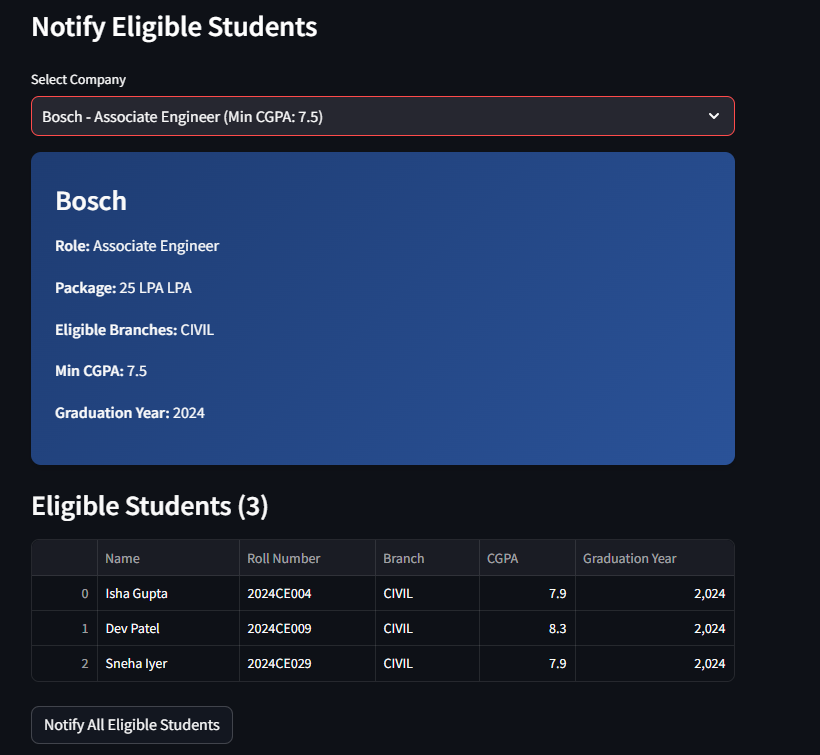 Notify Eligible Students
Select Company
Bosch - Associate Engineer (Min CGPA: 7.5)
Bosch
Role: Associate Engineer
Package: 25 LPA LPA
Eligible Branches: CIVIL
Min CGPA: 7.5
Graduation Year: 2024
Eligible Students (3)
Name Roll Number Branch CGPA Graduation Year
0 Isha Gupta 2024CE004 CIVIL 7.9 2,024
1 Dev Patel 2024CE009 CIVIL 8.3 2,024
2 Sneha Iyer 2024CE029 CIVIL 7.9 2,024
Notify All Eligible Students